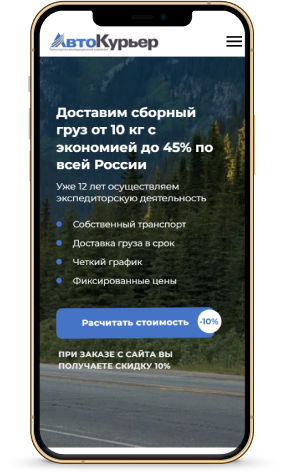 АвтоКурьер
Доставим сборный
груз от 10 кг с
экономией до 45% по
всей России
Уже 12 лет осуществляем
экспедиторскую деятельность
Собственный транспорт
Доставка груза в срок
Четкий график
Фиксированные цены
Расчитать стоимость -10%
ПРИ ЗАКАЗЕ С САЙТА ВЫ
ПОЛУЧАЕТЕ СКИДКУ 10%